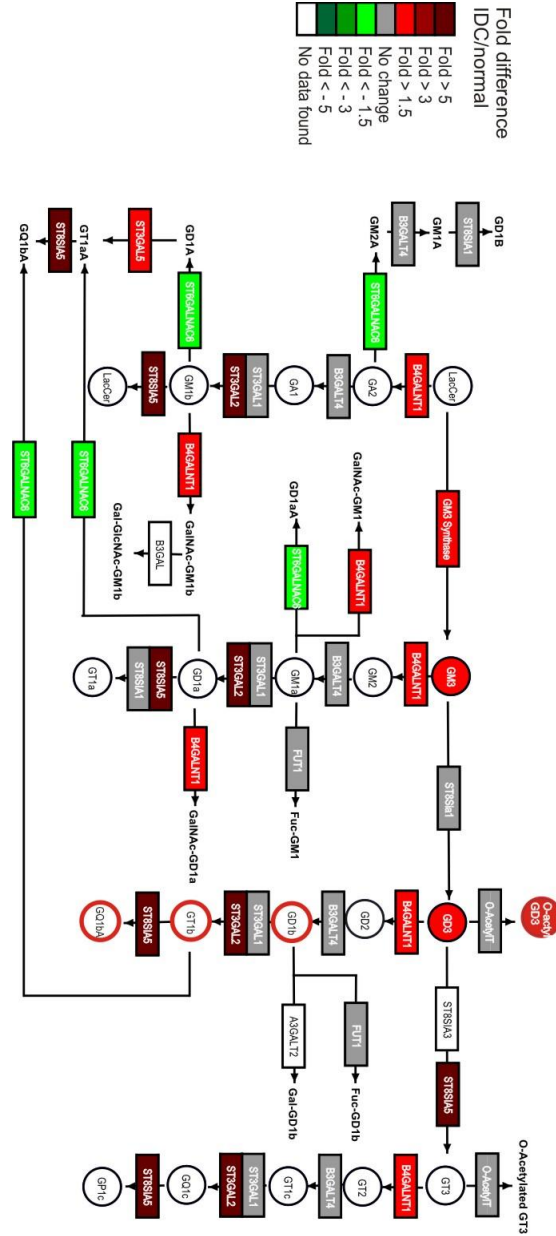 Fold difference
IDC/normal
Fold > 5
Fold > 3
Fold > 1.5
No change
Fold < - 1.5
Fold < - 3
Fold < - 5
No data found
O-acetyl
GD3
O-Acetylated GT3
O-AcetylT
O-AcetylT
LacCer
GM3 Synthase
GM3
ST8Sia1
GD3
ST8SIA3
ST8SIA5
GT3
GD1B
ST8SIA1
GM1A
B3GALT4
GM2A
ST6GALNAC6
B4GALNT1
B4GALNT1
B4GALNT1
B4GALNT1
GA2
GM2
GD2
GT2
B3GALT4
B3GALT4
B3GALT4
B3GALT4
GalNAc-GM1
B4GALNT1
GD1aA
ST6GALNAC6
FUT1
Fuc-GM1
FUT1
Fuc-GD1b
A3GALT2
Gal-GD1b
GA1
GM1a
GD1b
GT1c
ST3GAL1
ST3GAL2
ST3GAL1
ST3GAL2
ST3GAL1
ST3GAL2
ST3GAL1
ST3GAL2
GD1A
ST6GALNAC6
GM1b
B4GALNT1
GalNAc-GM1b
B3GAL
Gal-GlcNAc-GM1b
GD1a
B4GALNT1
GalNAc-GD1a
GT1b
GQ1c
ST3GAL5
ST8SIA5
ST8SIA5
ST8SIA1
ST8SIA5
ST8SIA5
LacCer
GT1a
GQ1bA
GP1c
GT1aA
ST6GALNAC6
ST8SIA5
GQ1bA
ST6GALNAC6